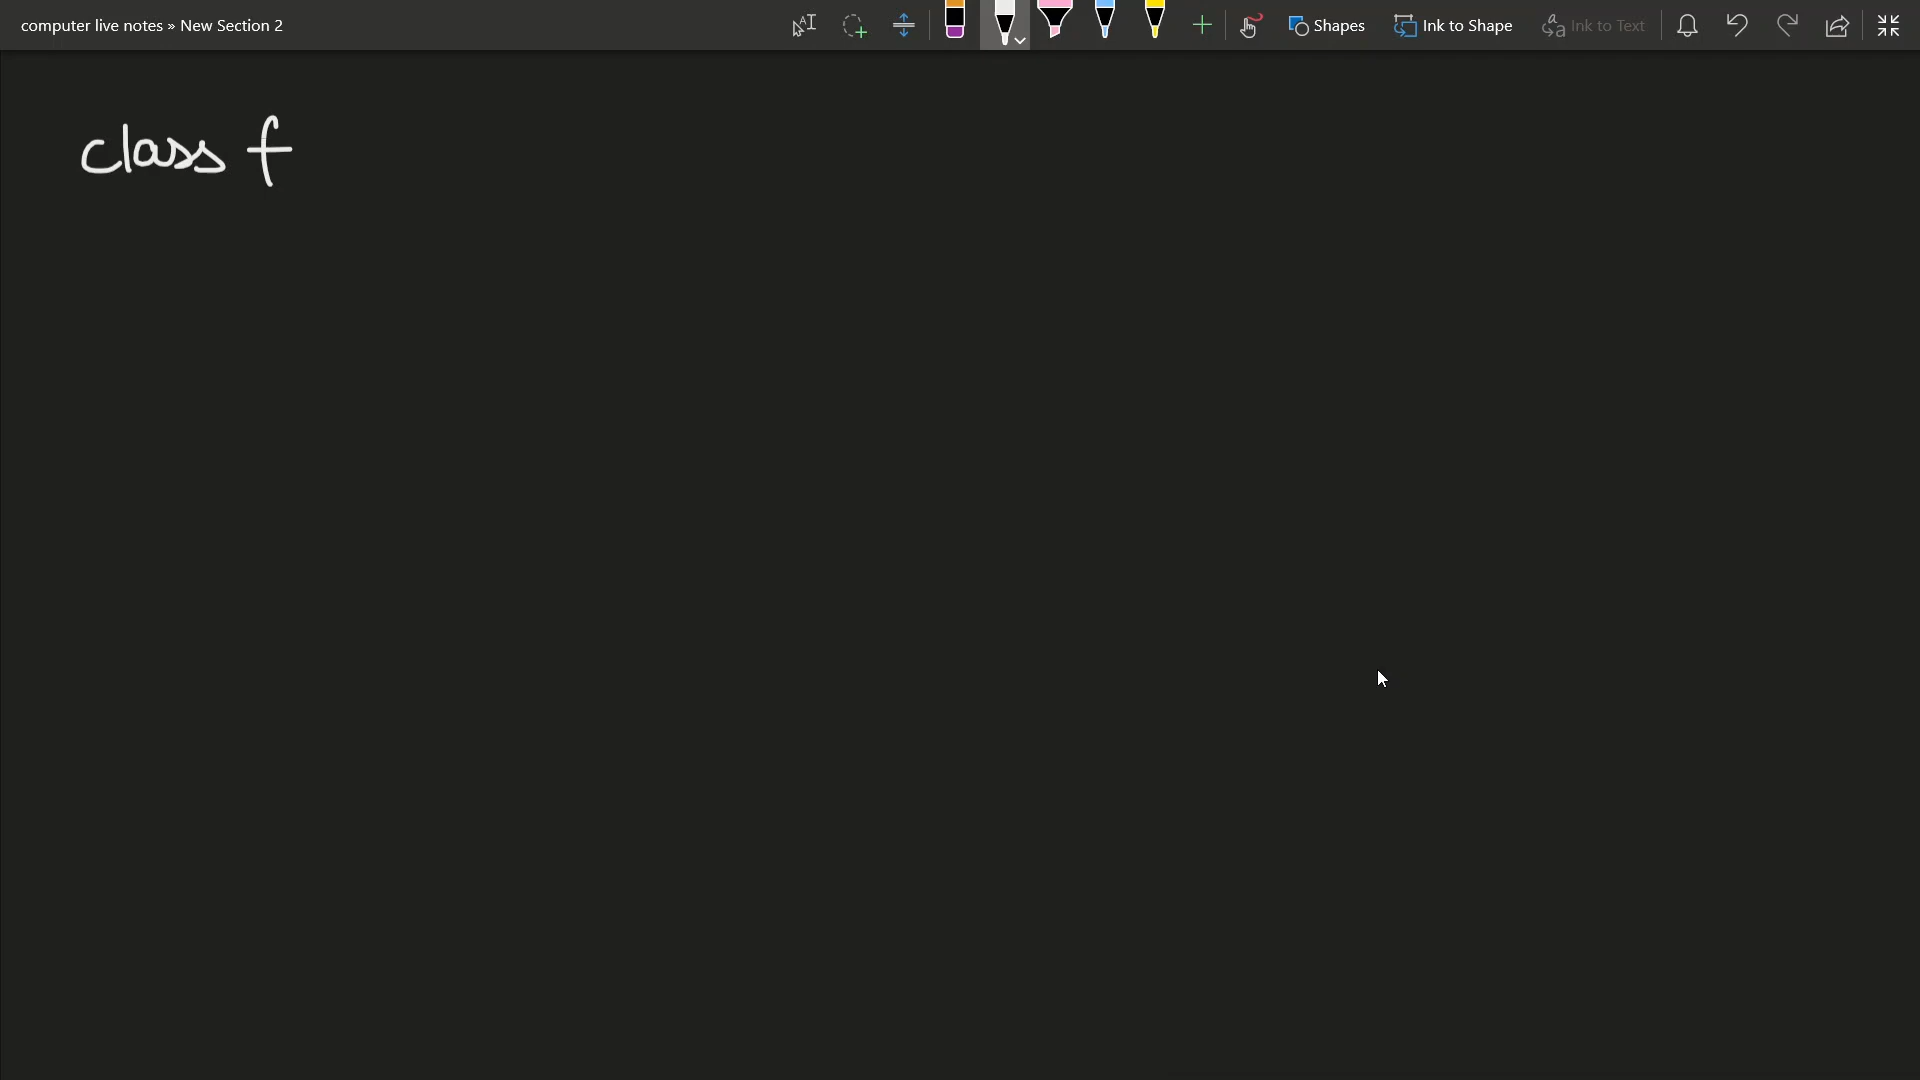 computer live notes » New Section 2
Shapes
Ink to Shape
Ink to Text
class f